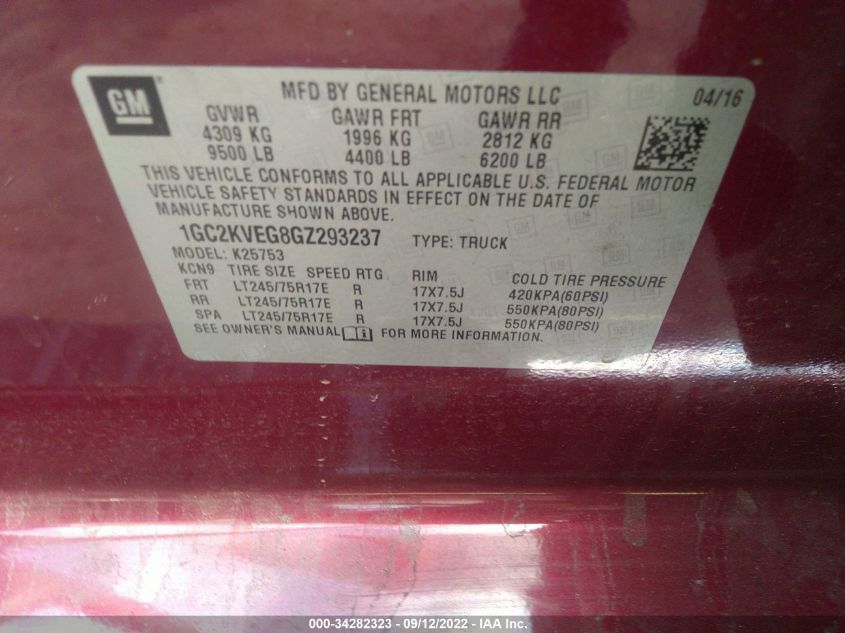 GM
MFD BY GENERAL MOTORS LLC 04/16
GVWR GAWR FRT GAWR RR
4309 KG 1996 KG 2812 KG
9500 LB 4400 LB 6200 LB
THIS VEHICLE CONFORMS TO ALL APPLICABLE U.S. FEDERAL MOTOR
VEHICLE SAFETY STANDARDS IN EFFECT ON THE DATE OF
MANUFACTURE SHOWN ABOVE.
1GC2KVEG8GZ293237 TYPE: TRUCK
MODEL: K25753
KCN9 TIRE SIZE SPEED RTG RIM COLD TIRE PRESSURE
FRT LT245/75R17E R 17X7.5J 420KPA(60PSI)
RR LT245/75R17E R 17X7.5J 550KPA(80PSI)
SPA LT245/75R17E R 17X7.5J 550KPA(80PSI)
SEE OWNER'S MANUAL FOR MORE INFORMATION.
000-34282323 - 09/12/2022 - IAA Inc.